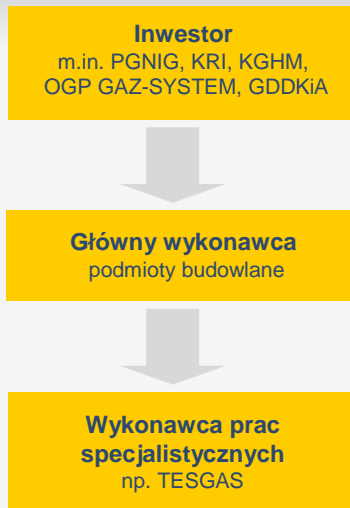 Inwestor
m.in. PGNIG, KRI, KGHM,
OGP GAZ-SYSTEM, GDDKiA
Główny wykonawca
podmioty budowlane
Wykonawca prac
specjalistycznych
np. TESGAS